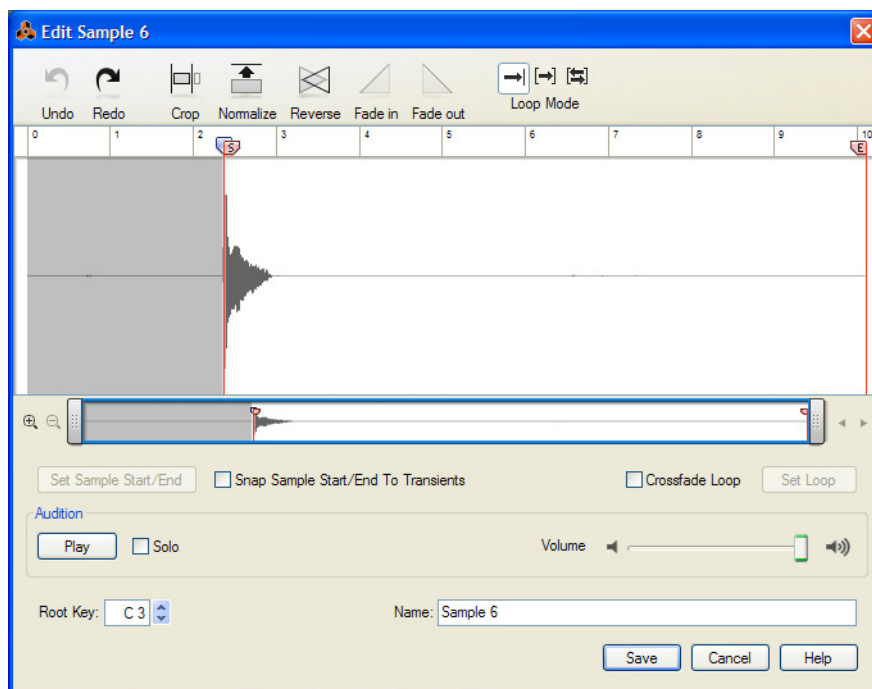 Edit Sample 6
Undo Redo Crop Normalize Reverse Fade in Fade out Loop Mode
0 1 2 3 4 5 6 7 8 9 10
S E
Set Sample Start/End Snap Sample Start/End To Transients Crossfade Loop Set Loop
Audition
Play Solo Volume
Root Key: C 3 Name: Sample 6
Save Cancel Help